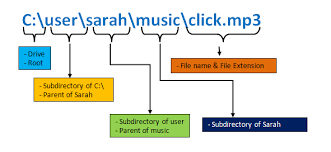 C:\user\sarah\music\click.mp3
- Drive
- Root
- File name & File Extension
- Subdirectory of C:\
- Parent of Sarah
- Subdirectory of user
- Parent of music
- Subdirectory of Sarah